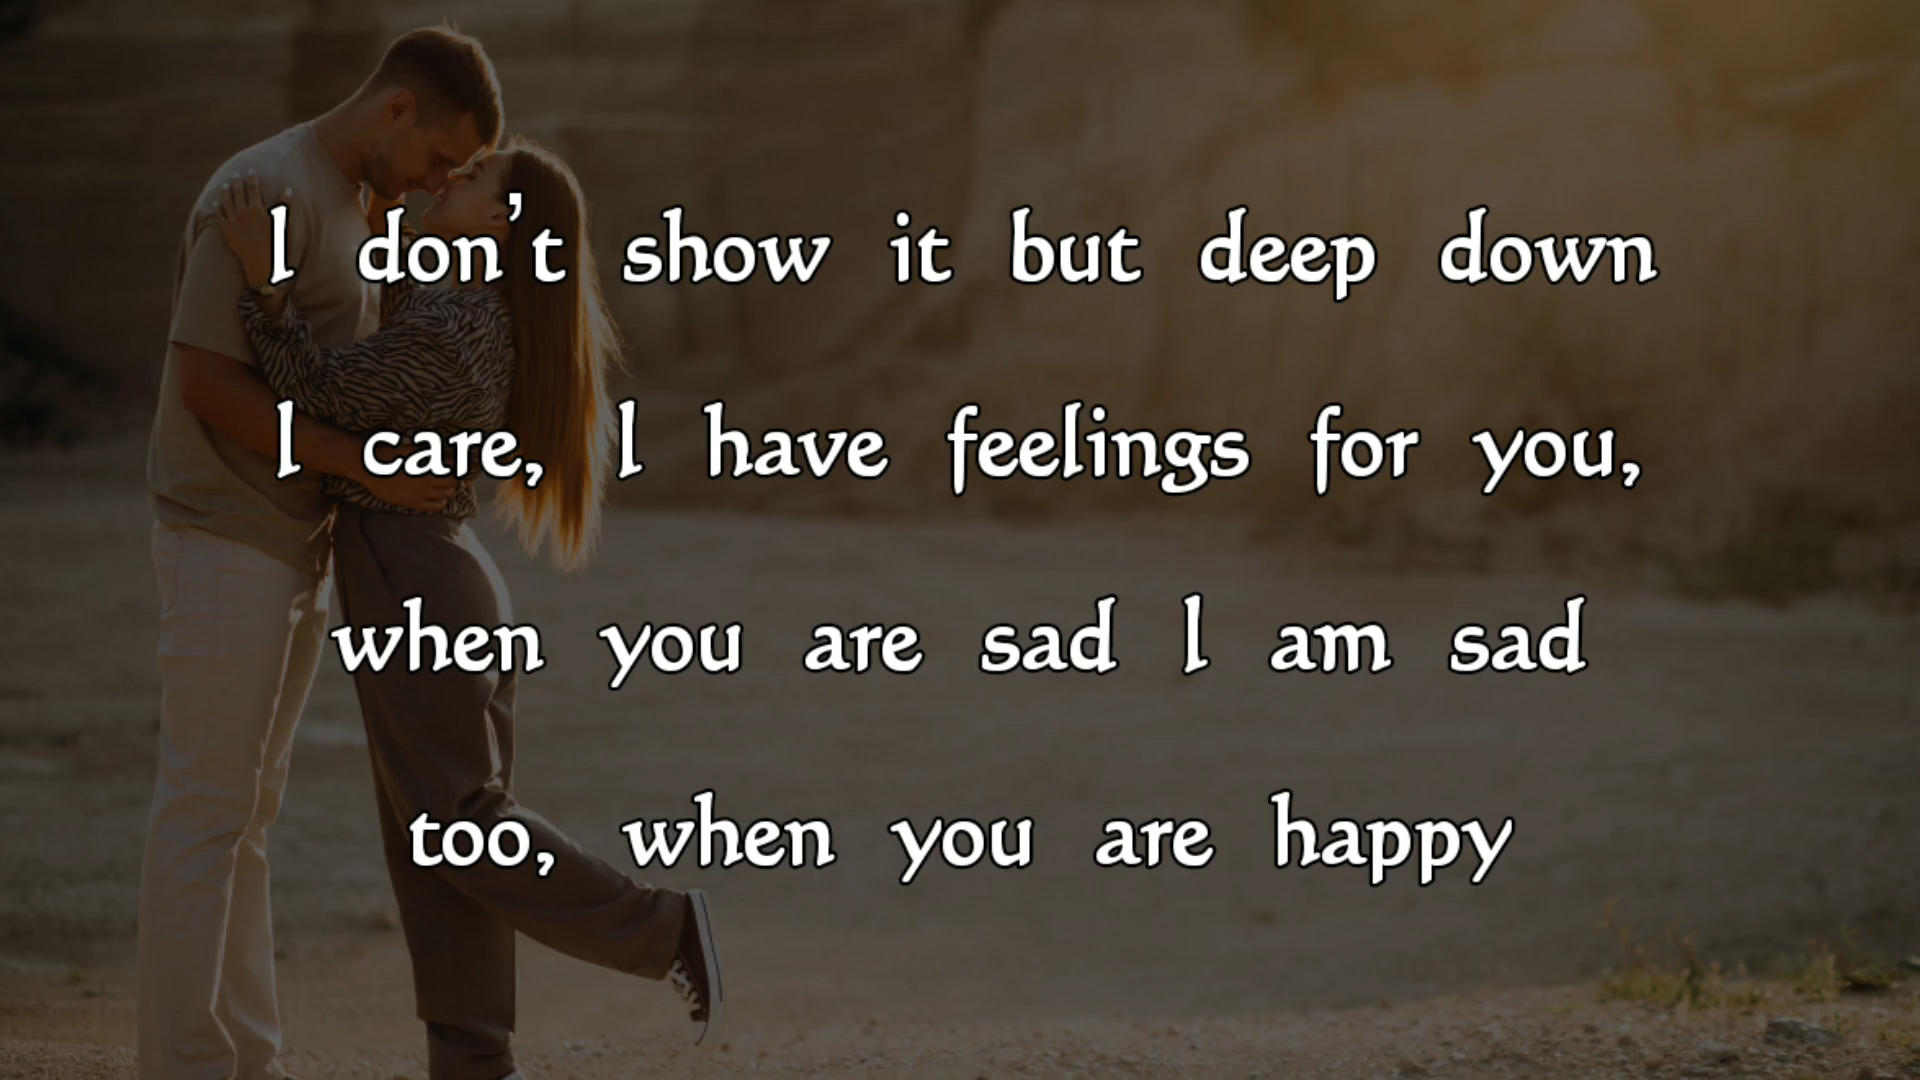 I don't show it but deep down
I care, I have feelings for you,
when you are sad I am sad
too, when you are happy